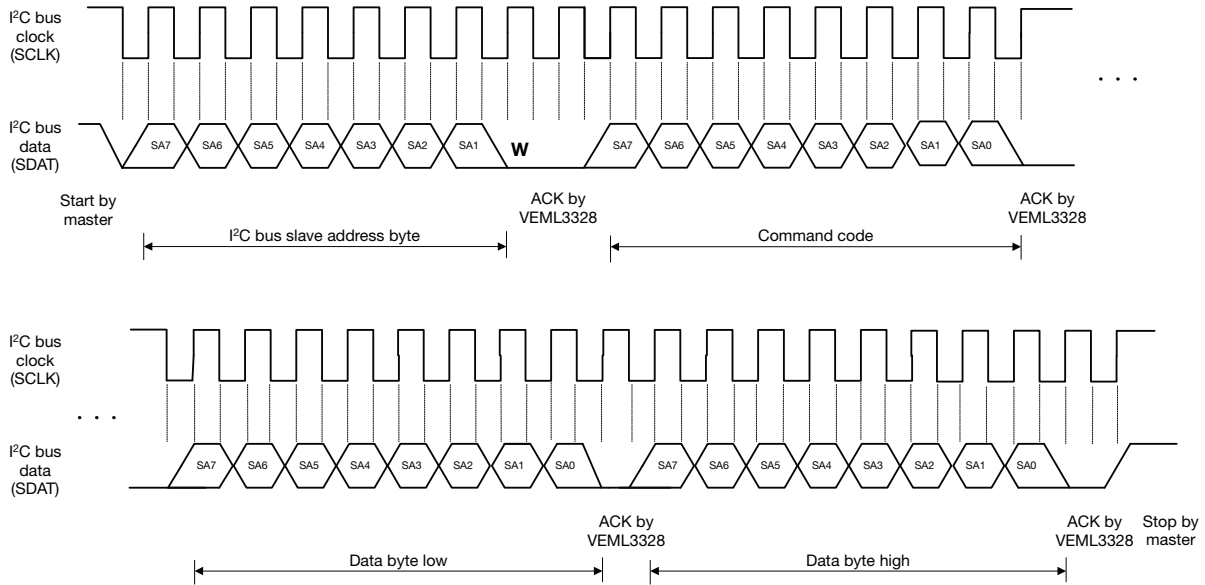 I²C bus
clock
(SCLK)
. . .
I²C bus
data
(SDAT)
SA7 SA6 SA5 SA4 SA3 SA2 SA1 W SA7 SA6 SA5 SA4 SA3 SA2 SA1 SA0
Start by
master
ACK by
VEML3328
ACK by
VEML3328
I²C bus slave address byte
Command code
I²C bus
clock
(SCLK)
. . .
I²C bus
data
(SDAT)
SA7 SA6 SA5 SA4 SA3 SA2 SA1 SA0 SA7 SA6 SA5 SA4 SA3 SA2 SA1 SA0
ACK by
VEML3328
ACK by
VEML3328
Stop by
master
Data byte low
Data byte high